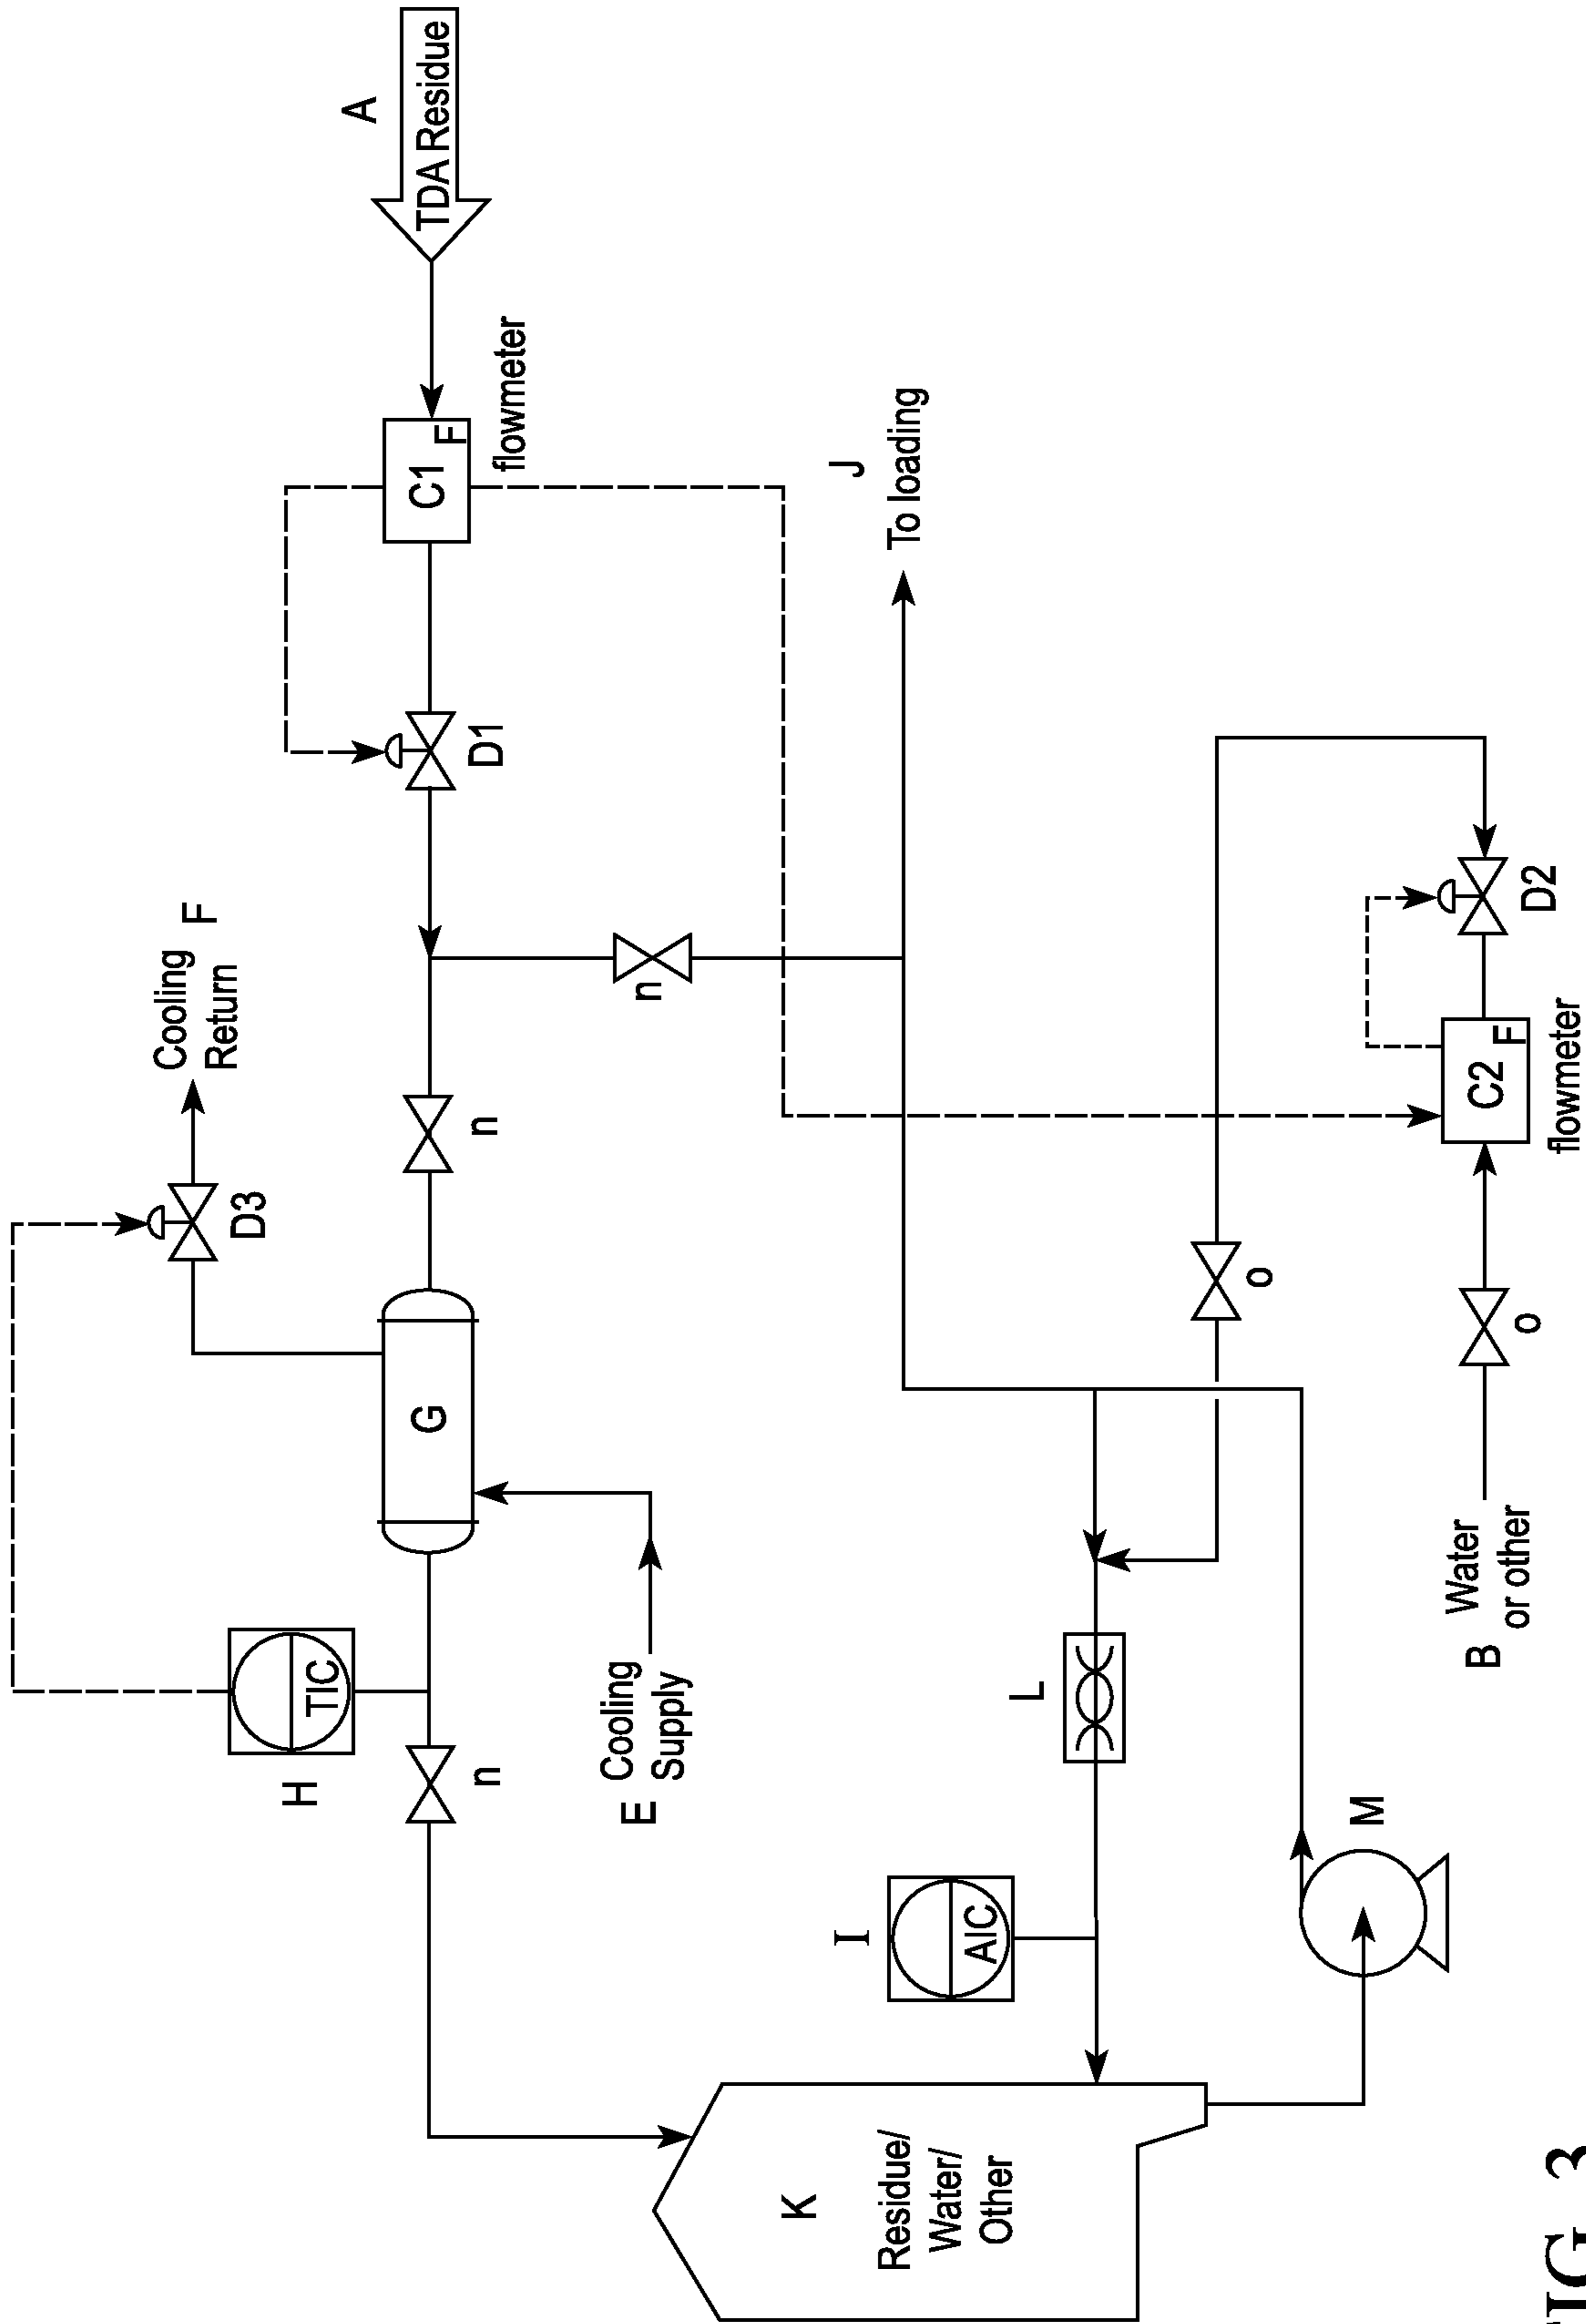 Cooling
Return
F
D3
H
TIC
A
TDA Residue
G
C1 F
n
n
D1
flowmeter
E
Cooling
Supply
n
K
Residue/
Water/
Other
I
AIC
J
To loading
L
o
M
B
Water
or other
o
C2 F
D2
flowmeter